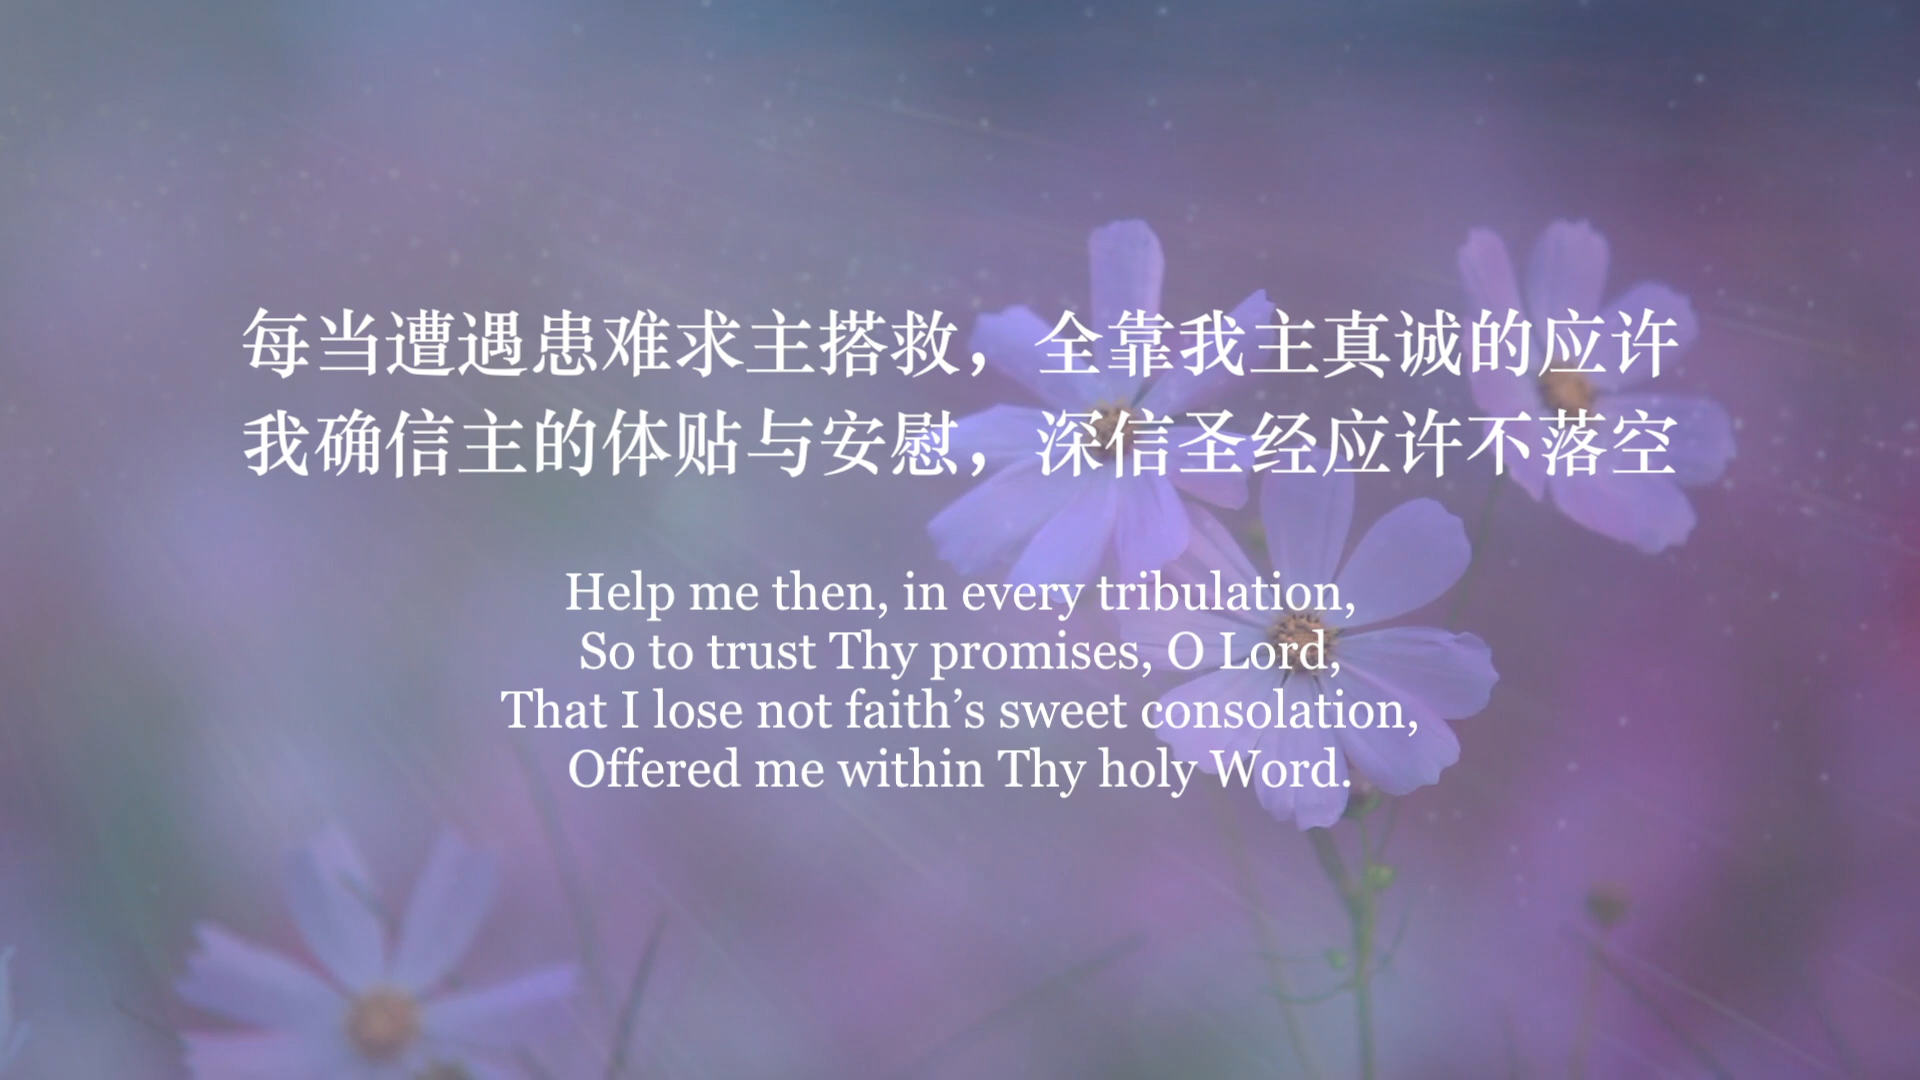 每当遭遇患难求主搭救，全靠我主真诚的应许
我确信主的体贴与安慰，深信圣经应许不落空
Help me then, in every tribulation,
So to trust Thy promises, O Lord,
That I lose not faith’s sweet consolation,
Offered me within Thy holy Word.